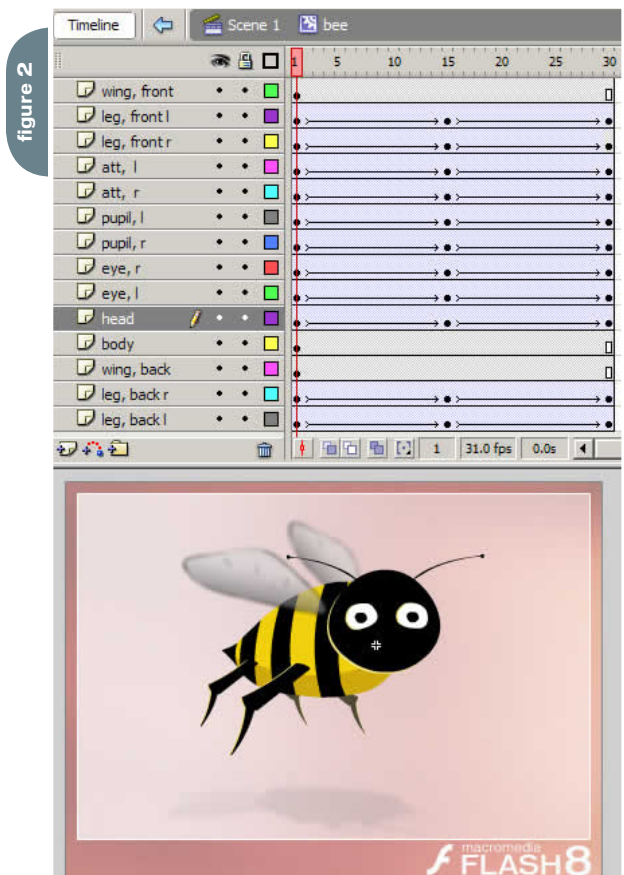 figure 2
Timeline Scene 1 bee
1 5 10 15 20 25 30
wing, front
leg, front l
leg, front r
att, l
att, r
pupil, l
pupil, r
eye, r
eye, l
head
body
wing, back
leg, back r
leg, back l
1 31.0 fps 0.0s
macromedia
FLASH8